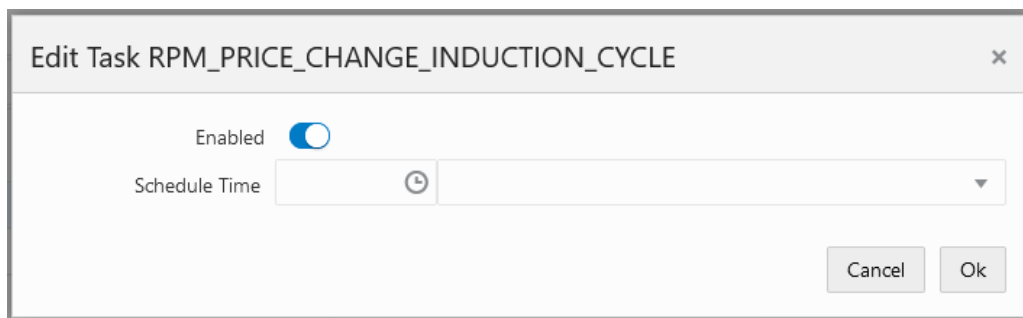 Edit Task RPM_PRICE_CHANGE_INDUCTION_CYCLE
Enabled
Schedule Time
Cancel Ok